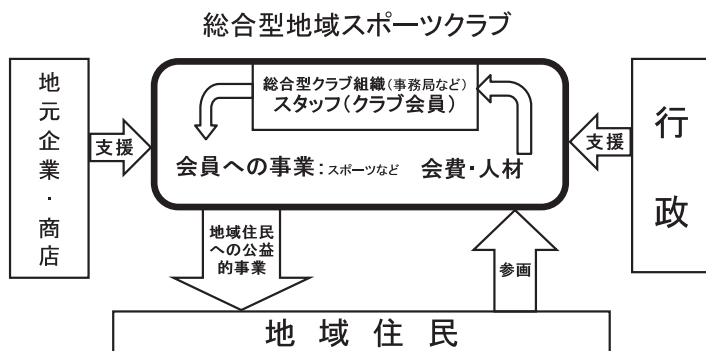 総合型地域スポーツクラブ
地元企業・商店
支援
総合型クラブ組織(事務局など)
スタッフ(クラブ会員)
会員への事業:スポーツなど
会費・人材
支援
行政
地域住民
への公益
的事業
参画
地域住民